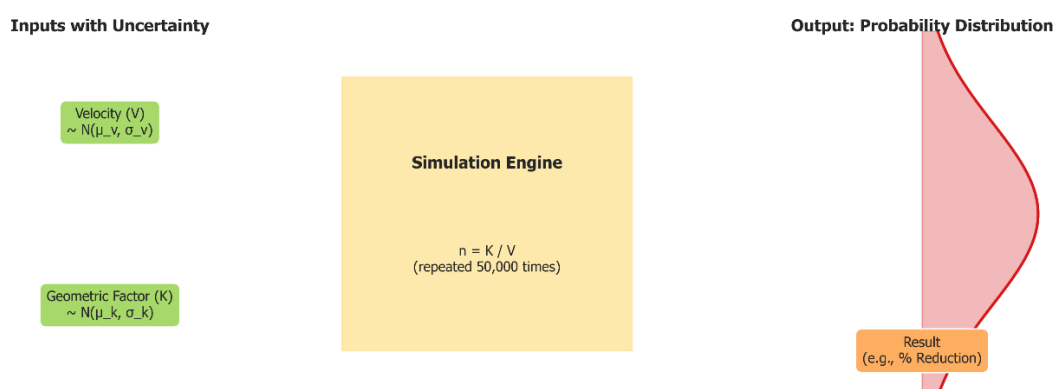 Inputs with Uncertainty
Output: Probability Distribution
Velocity (V)
~ N(μ_v, σ_v)
Simulation Engine
n = K / V
(repeated 50,000 times)
Geometric Factor (K)
~ N(μ_k, σ_k)
Result
(e.g., % Reduction)